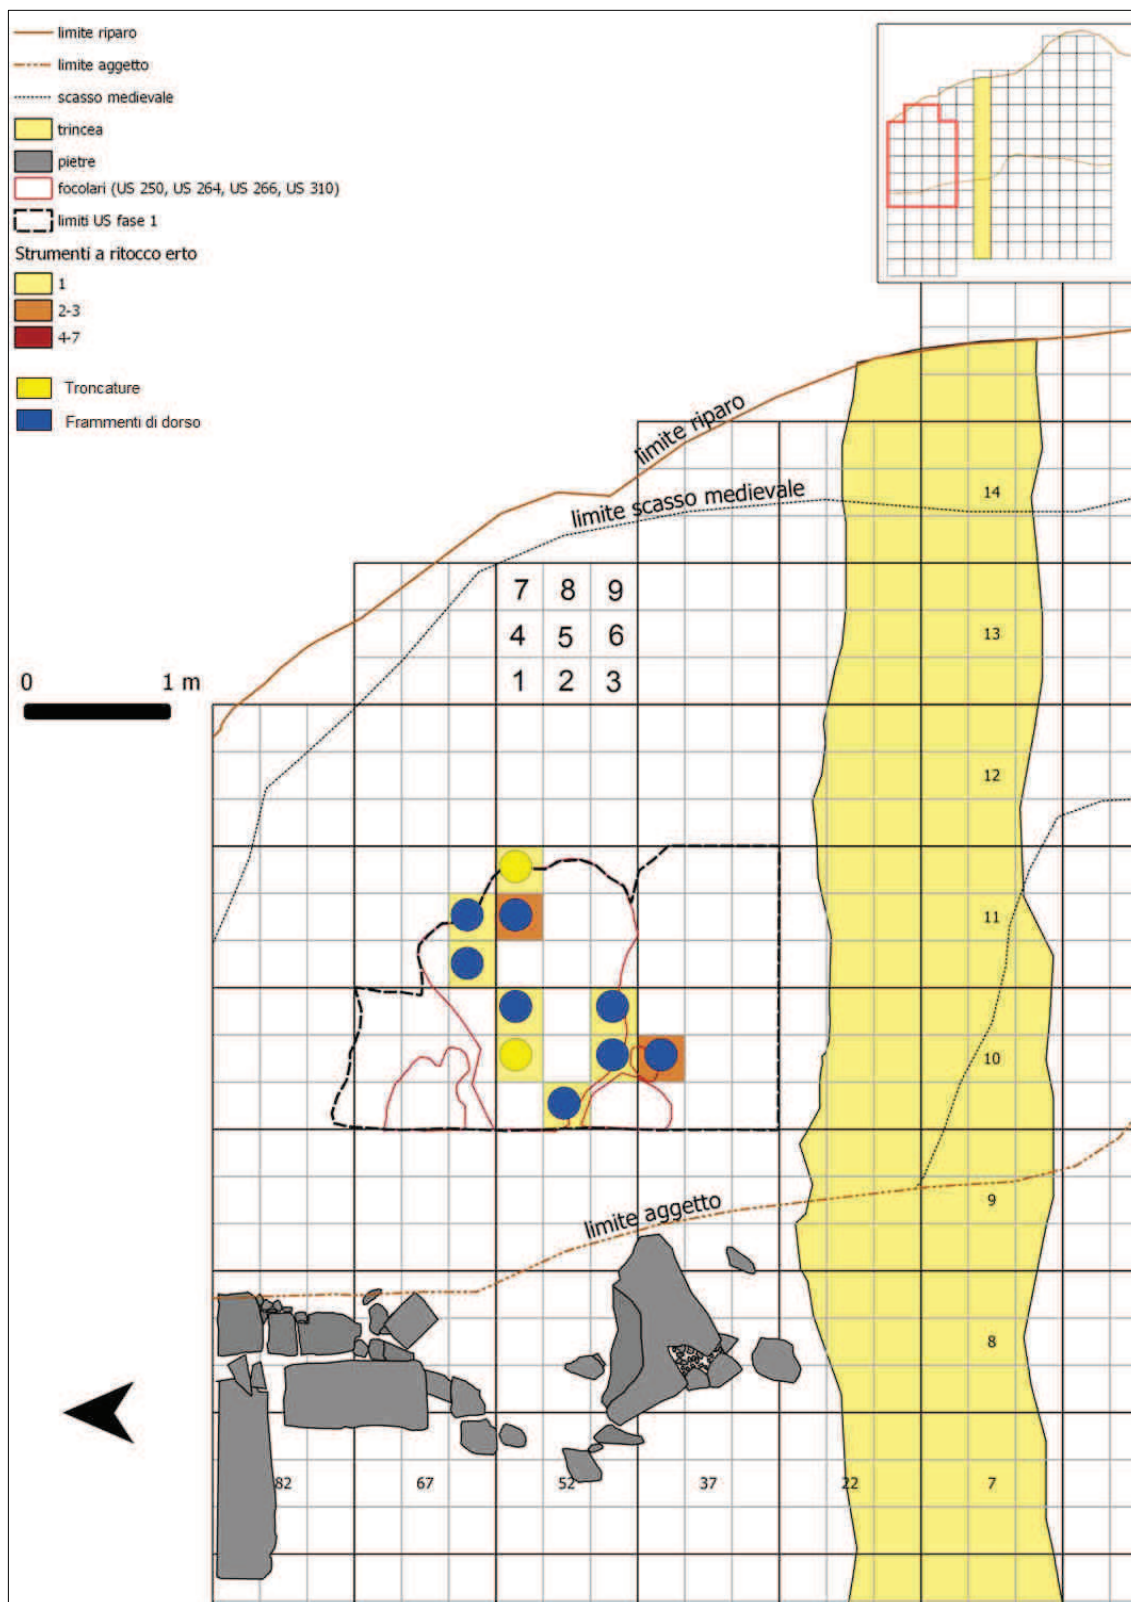 limite riparo
limite aggetto
scasso medievale
trincea
pietre
focolari (US 250, US 264, US 266, US 310)
limiti US fase 1
Strumenti a ritocco erto
1
2-3
4-7
Troncature
Frammenti di dorso
limite riparo
limite scasso medievale
14
7 8 9
4 5 6
1 2 3
13
0 1 m
12
11
10
9
limite aggetto
8
82 67 52 37 22 7